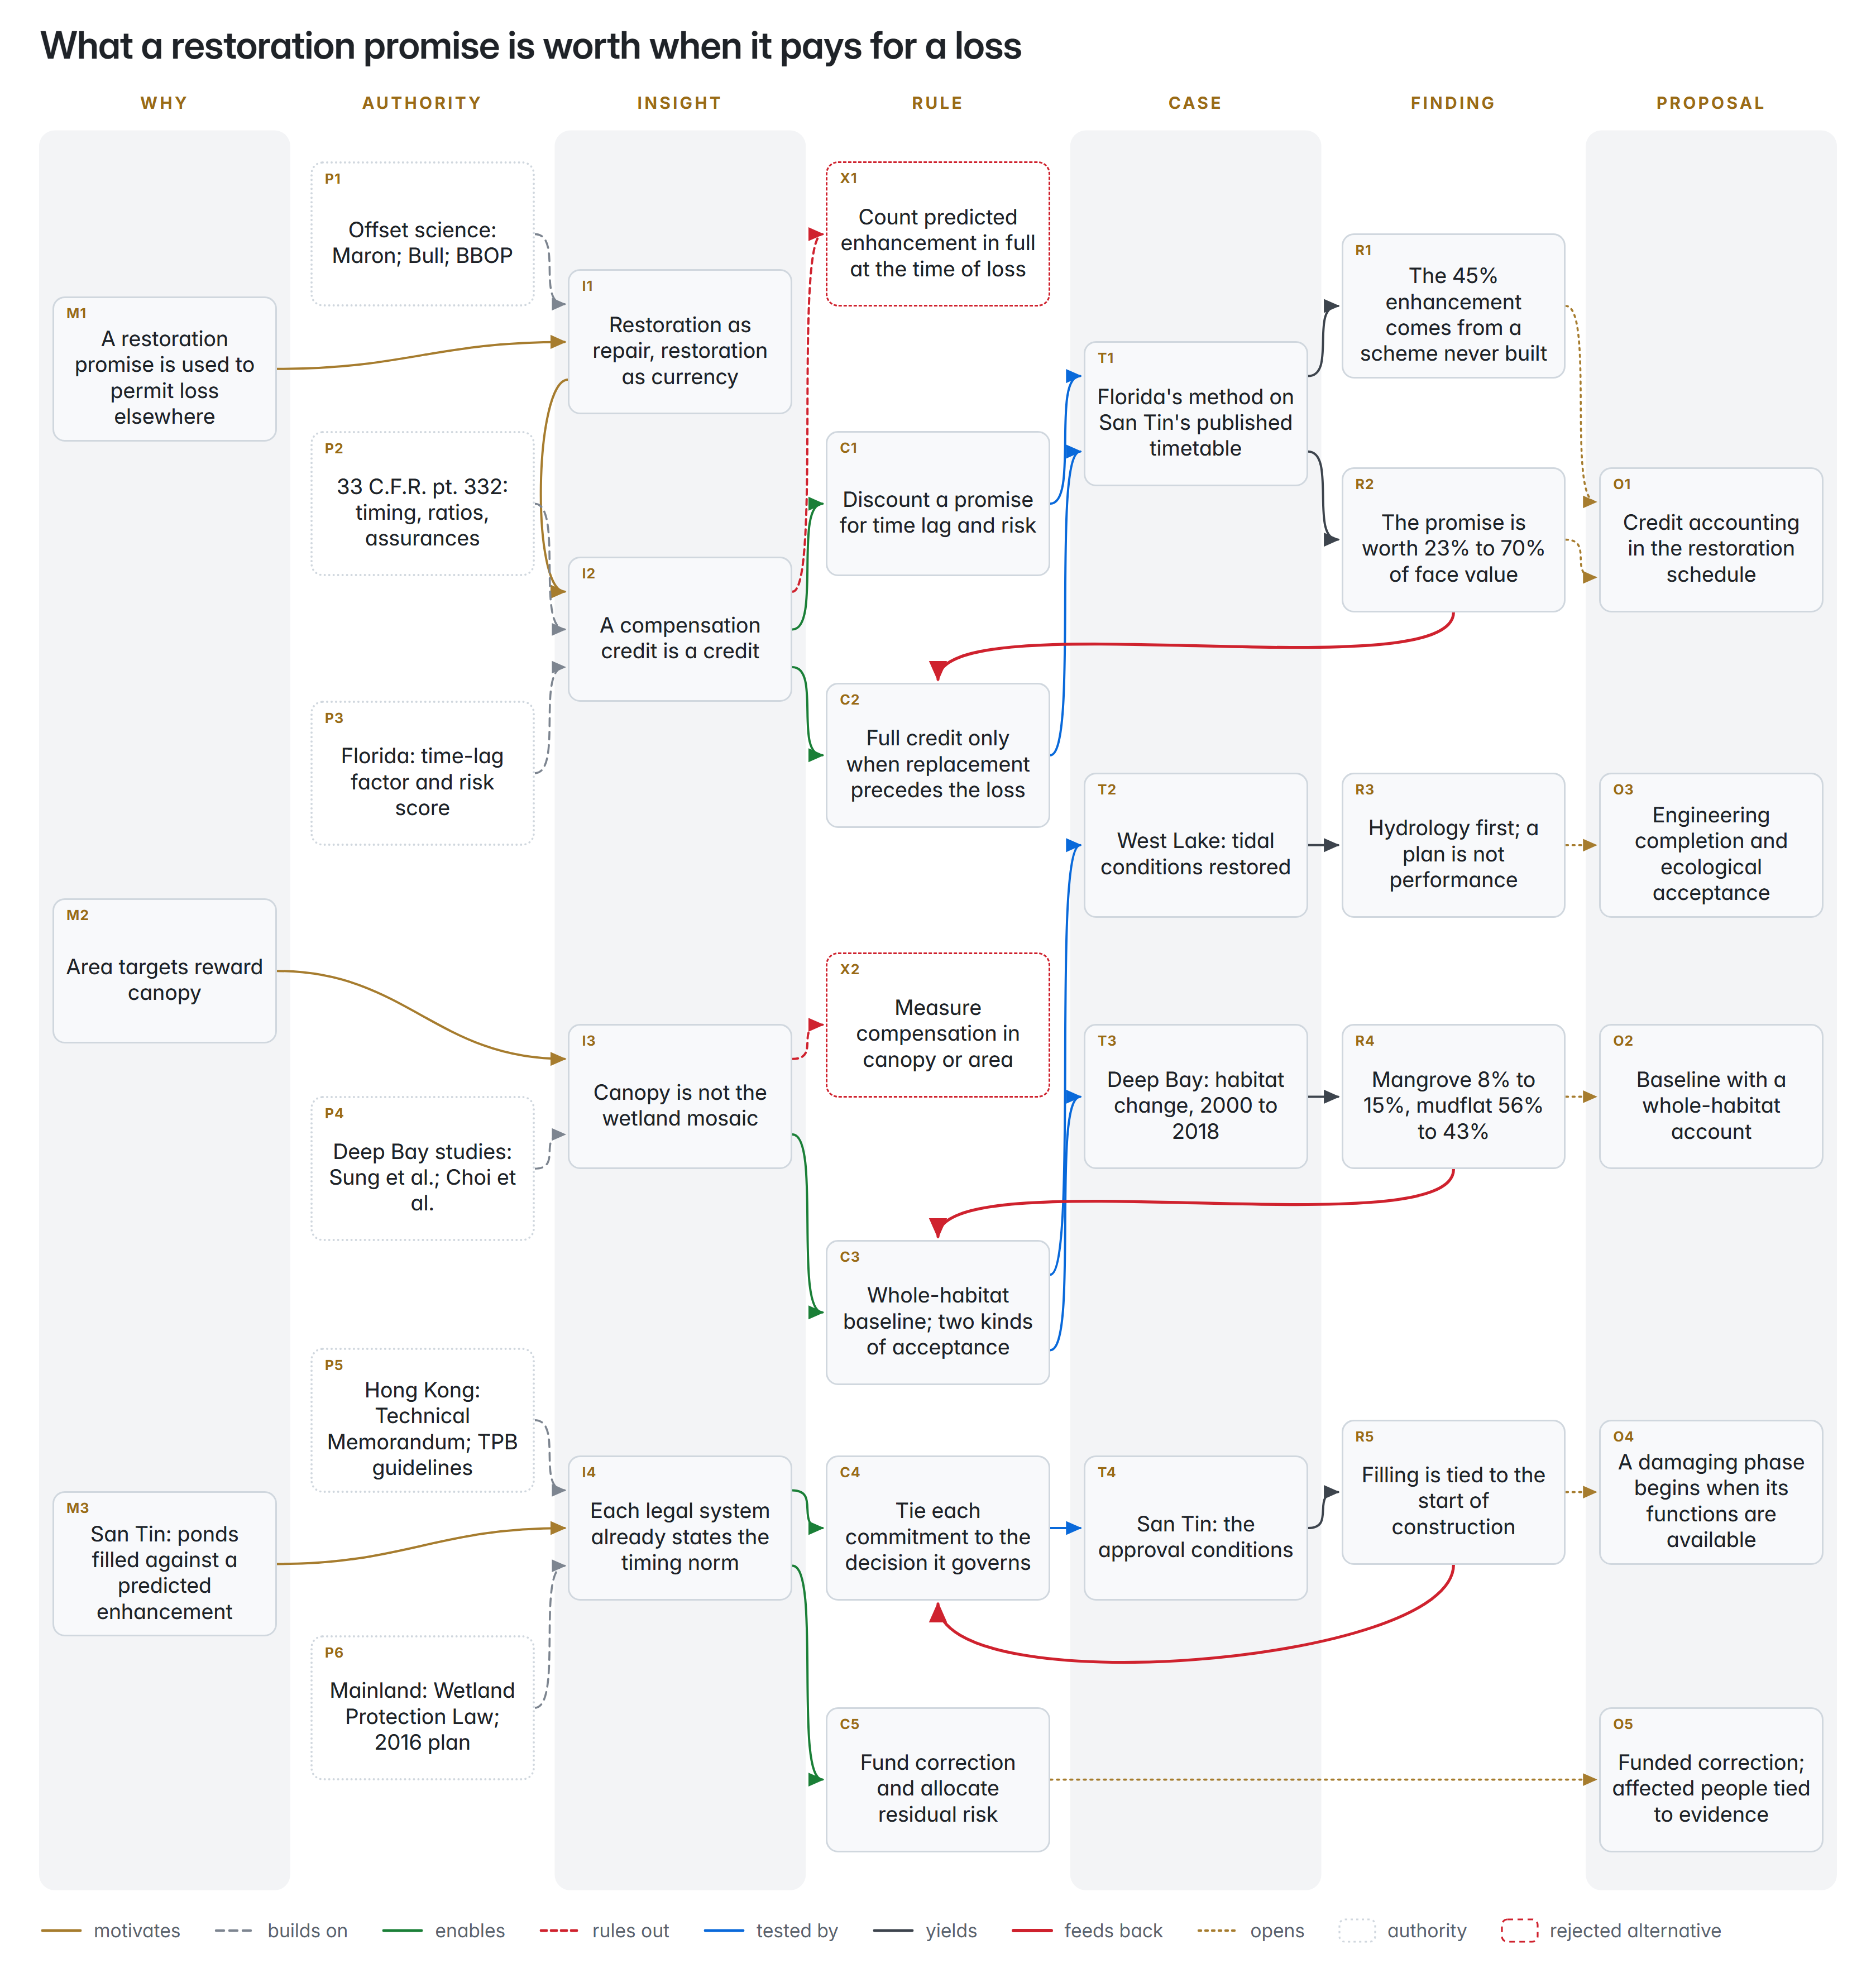 What a restoration promise is worth when it pays for a loss
WHY
AUTHORITY
INSIGHT
RULE
CASE
FINDING
PROPOSAL
M1
A restoration
promise is used to
permit loss
elsewhere
M2
Area targets reward
canopy
M3
San Tin: ponds
filled against a
predicted
enhancement
P1
Offset science:
Maron; Bull; BBOP
P2
33 C.F.R. pt. 332:
timing, ratios,
assurances
P3
Florida: time-lag
factor and risk
score
P4
Deep Bay studies:
Sung et al.; Choi et
al.
P5
Hong Kong:
Technical
Memorandum; TPB
guidelines
P6
Mainland: Wetland
Protection Law;
2016 plan
I1
Restoration as
repair, restoration
as currency
I2
A compensation
credit is a credit
I3
Canopy is not the
wetland mosaic
I4
Each legal system
already states the
timing norm
X1
Count predicted
enhancement in full
at the time of loss
C1
Discount a promise
for time lag and risk
C2
Full credit only
when replacement
precedes the loss
X2
Measure
compensation in
canopy or area
C3
Whole-habitat
baseline; two kinds
of acceptance
C4
Tie each
commitment to the
decision it governs
C5
Fund correction
and allocate
residual risk
T1
Florida's method on
San Tin's published
timetable
T2
West Lake: tidal
conditions restored
T3
Deep Bay: habitat
change, 2000 to
2018
T4
San Tin: the
approval conditions
R1
The 45%
enhancement
comes from a
scheme never built
R2
The promise is
worth 23% to 70%
of face value
R3
Hydrology first; a
plan is not
performance
R4
Mangrove 8% to
15%, mudflat 56%
to 43%
R5
Filling is tied to the
start of
construction
O1
Credit accounting
in the restoration
schedule
O3
Engineering
completion and
ecological
acceptance
O2
Baseline with a
whole-habitat
account
O4
A damaging phase
begins when its
functions are
available
O5
Funded correction;
affected people tied
to evidence
motivates
builds on
enables
rules out
tested by
yields
feeds back
opens
authority
rejected alternative